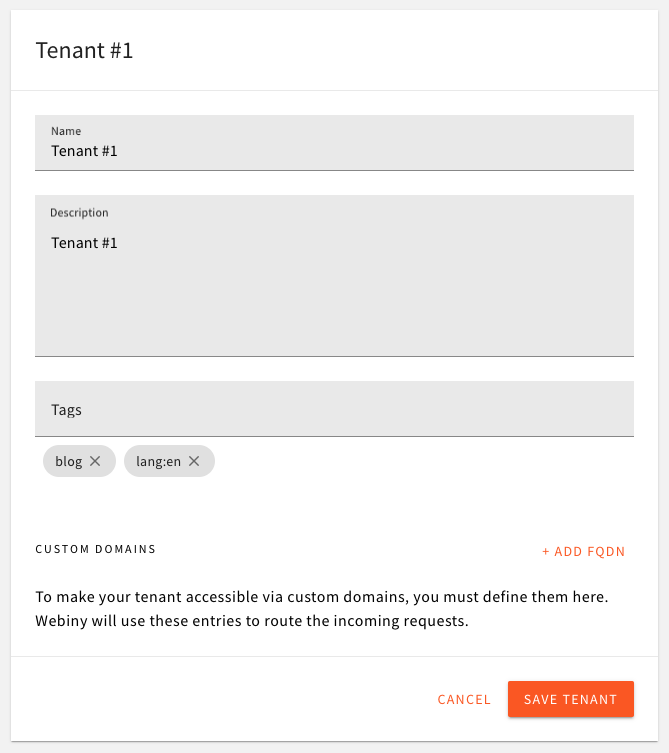 Tenant #1
Name
Tenant #1
Description
Tenant #1
Tags
blog
lang:en
CUSTOM DOMAINS
+ ADD FQDN
To make your tenant accessible via custom domains, you must define them here.
Webiny will use these entries to route the incoming requests.
CANCEL
SAVE TENANT